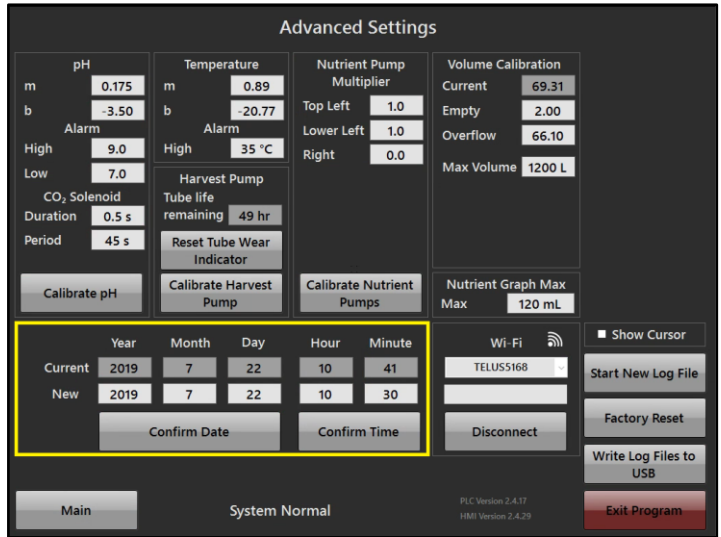 Advanced Settings
pH
m 0.175
b -3.50
Alarm
High 9.0
Low 7.0
CO₂ Solenoid
Duration 0.5 s
Period 45 s
Calibrate pH
Temperature
m 0.89
b -20.77
Alarm
High 35 °C
Harvest Pump
Tube life
remaining 49 hr
Reset Tube Wear
Indicator
Calibrate Harvest
Pump
Nutrient Pump
Multiplier
Top Left 1.0
Lower Left 1.0
Right 0.0
Calibrate Nutrient
Pumps
Volume Calibration
Current 69.31
Empty 2.00
Overflow 66.10
Max Volume 1200 L
Nutrient Graph Max
Max 120 mL
Year Month Day Hour Minute
Current 2019 7 22 10 41
New 2019 7 22 10 30
Confirm Date Confirm Time
Wi-Fi
TELUS5168
Disconnect
Show Cursor
Start New Log File
Factory Reset
Write Log Files to
USB
Main
System Normal
PLC Version 2.4.17
HMI Version 2.4.29
Exit Program